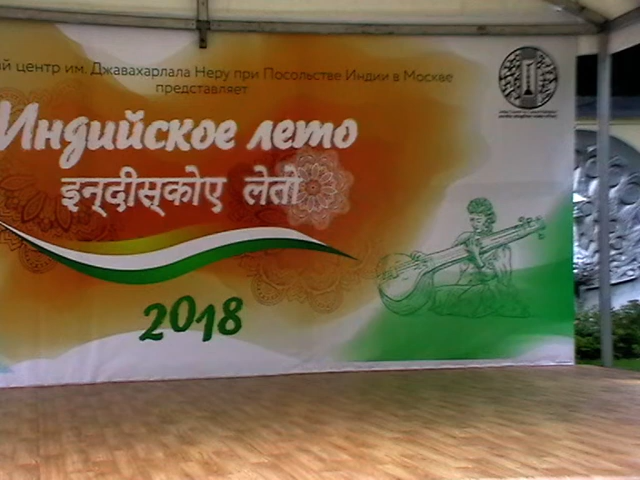 й центр им. Джавахарлала Неру при Посольстве Индии в Москве
представляет
Индийское лето
इन्दीस्कोए लेतो
2018